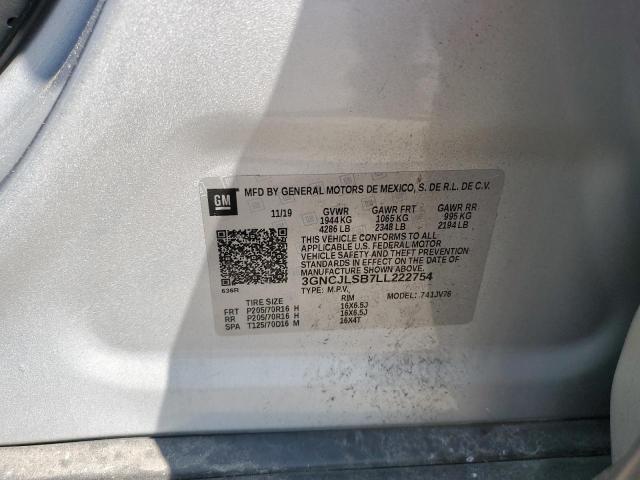 GM
MFD BY GENERAL MOTORS DE MEXICO, S. DE R.L. DE C.V.
11/19 GVWR GAWR FRT GAWR RR
1944 KG 1065 KG 995 KG
4286 LB 2348 LB 2194 LB
THIS VEHICLE CONFORMS TO ALL
APPLICABLE U.S. FEDERAL MOTOR
VEHICLE SAFETY AND THEFT PREVENTION
STANDARDS IN EFFECT ON THE DATE OF
MANUFACTURE SHOWN ABOVE.
3GNCJLSB7LL222754
TYPE: M.P.V. MODEL: 741JV76
636R
TIRE SIZE RIM
FRT P205/70R16 H 16X6.5J
RR P205/70R16 H 16X6.5J
SPA T125/70D16 M 16X4T